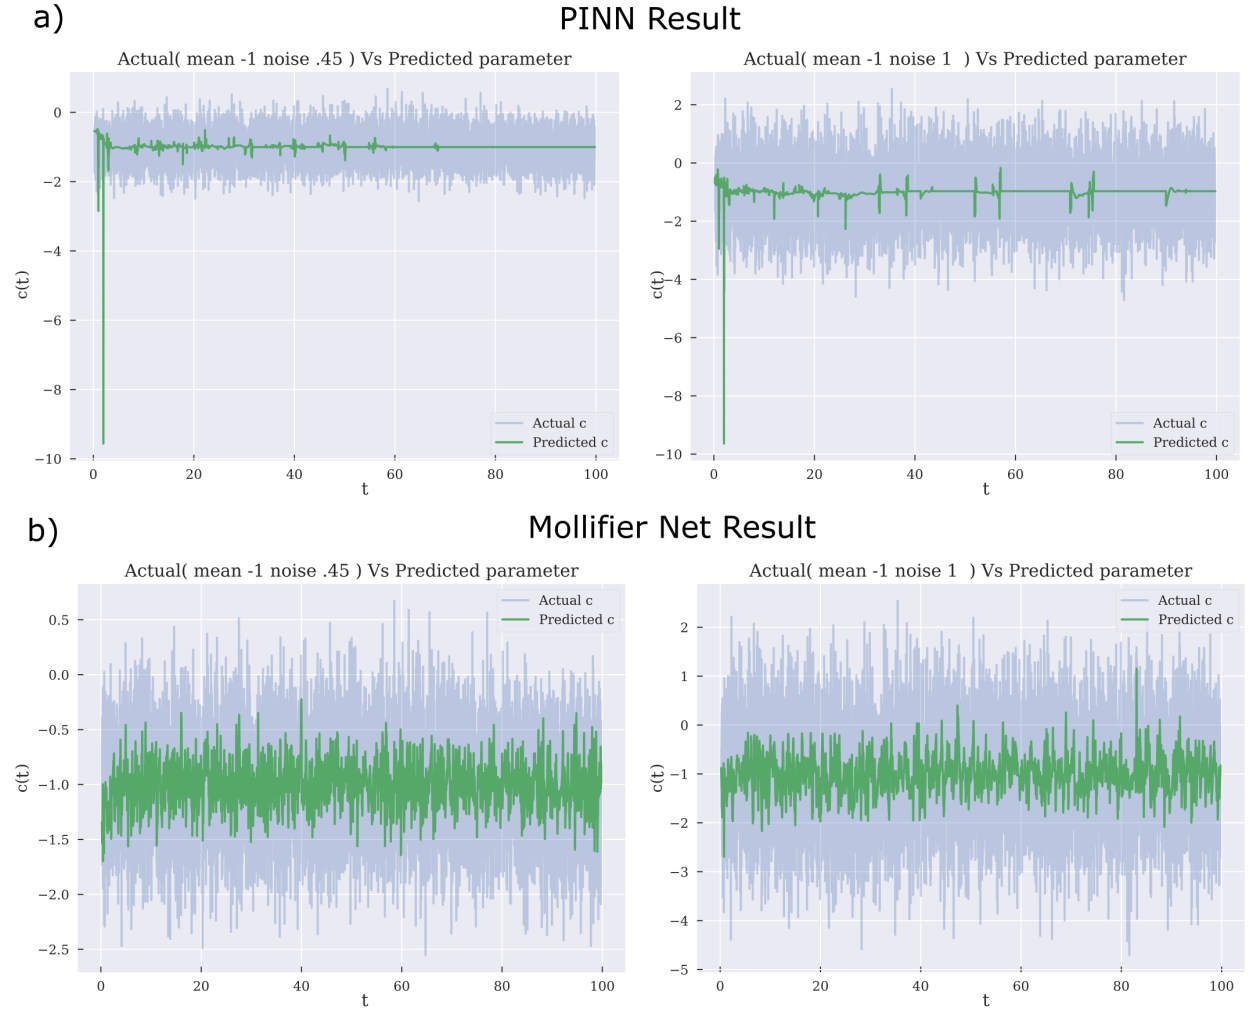 a)
PINN Result
Actual( mean -1 noise .45 ) Vs Predicted parameter
0
−2
−4
−6
−8
−10
c(t)
0 20 40 60 80 100
t
Actual c
Predicted c
Actual( mean -1 noise 1  ) Vs Predicted parameter
2
0
−2
−4
−6
−8
−10
c(t)
0 20 40 60 80 100
t
Actual c
Predicted c
b)
Mollifier Net Result
Actual( mean -1 noise .45 ) Vs Predicted parameter
Actual c
Predicted c
0.5
0.0
−0.5
−1.0
−1.5
−2.0
−2.5
c(t)
0 20 40 60 80 100
t
Actual( mean -1 noise 1  ) Vs Predicted parameter
Actual c
Predicted c
2
1
0
−1
−2
−3
−4
−5
c(t)
0 20 40 60 80 100
t